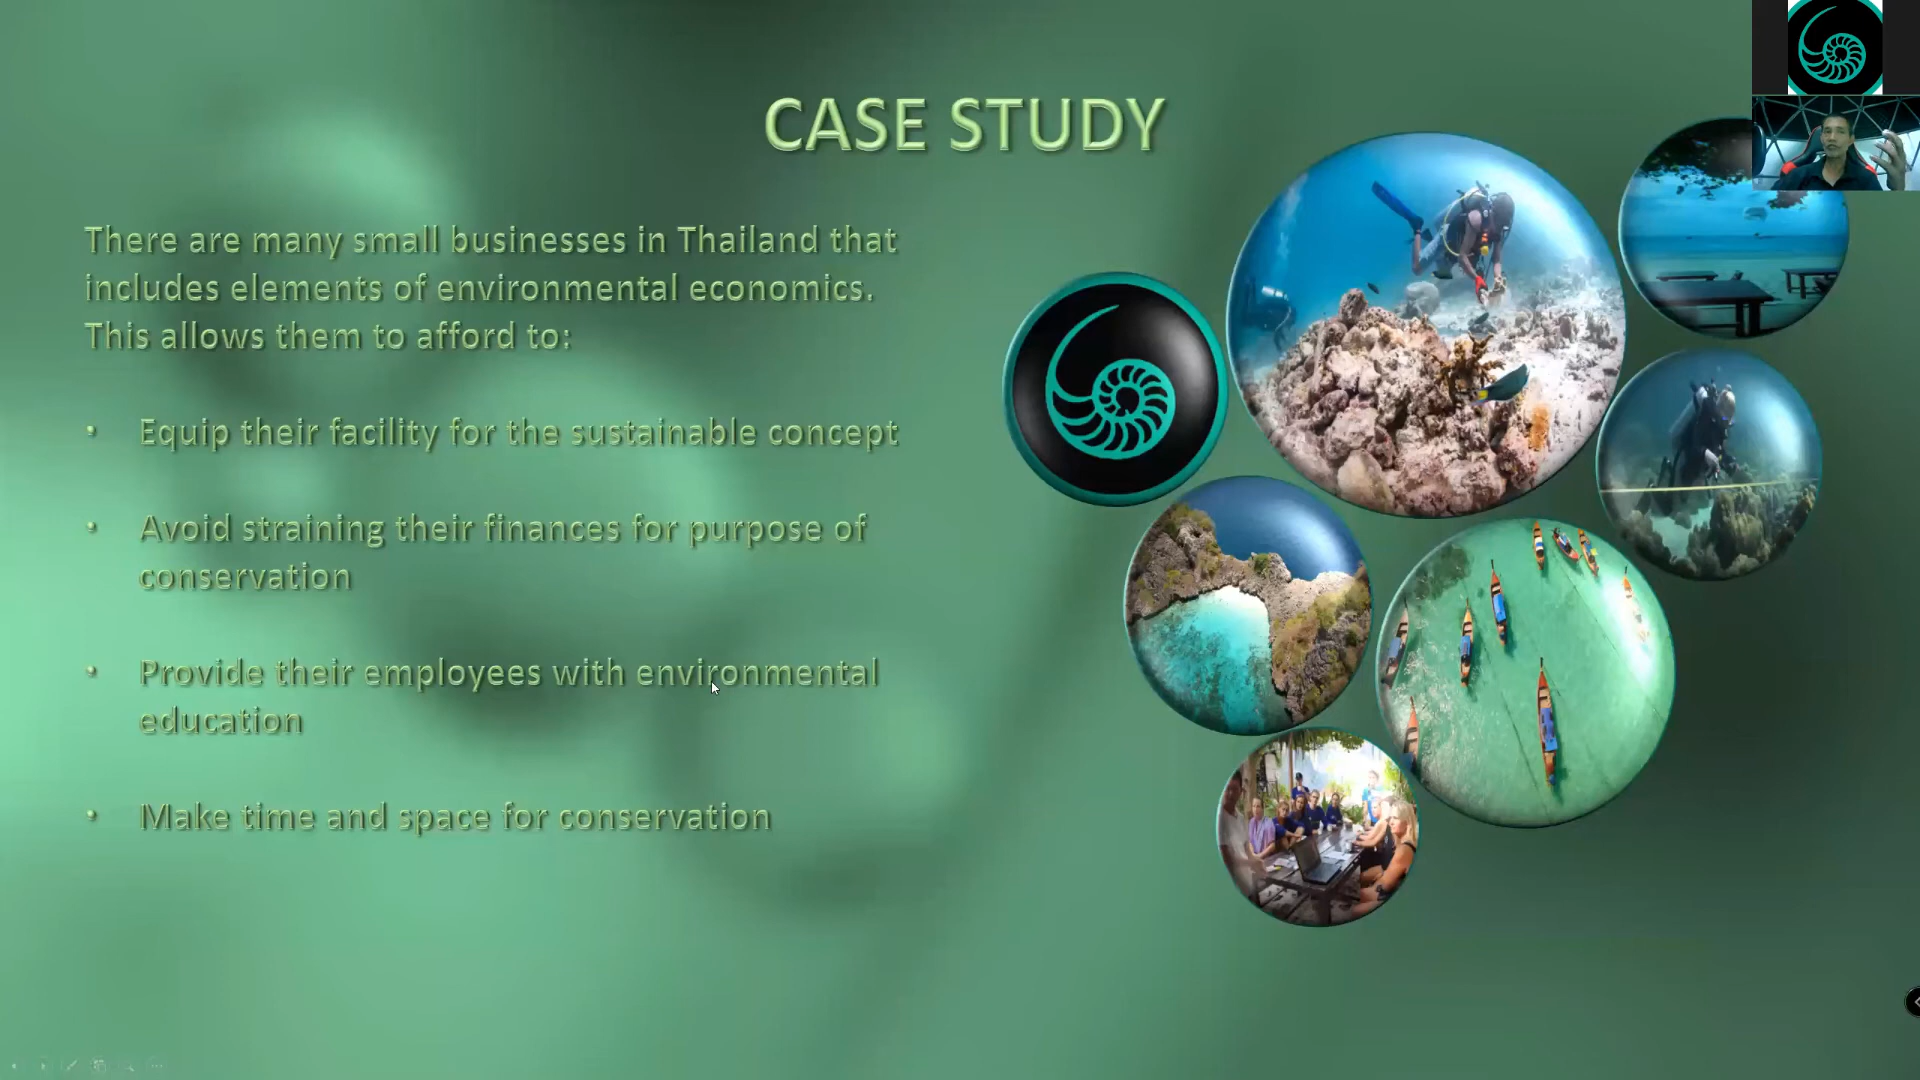 CASE STUDY
There are many small businesses in Thailand that
includes elements of environmental economics.
This allows them to afford to:
• Equip their facility for the sustainable concept
• Avoid straining their finances for purpose of
conservation
• Provide their employees with environmental
education
• Make time and space for conservation